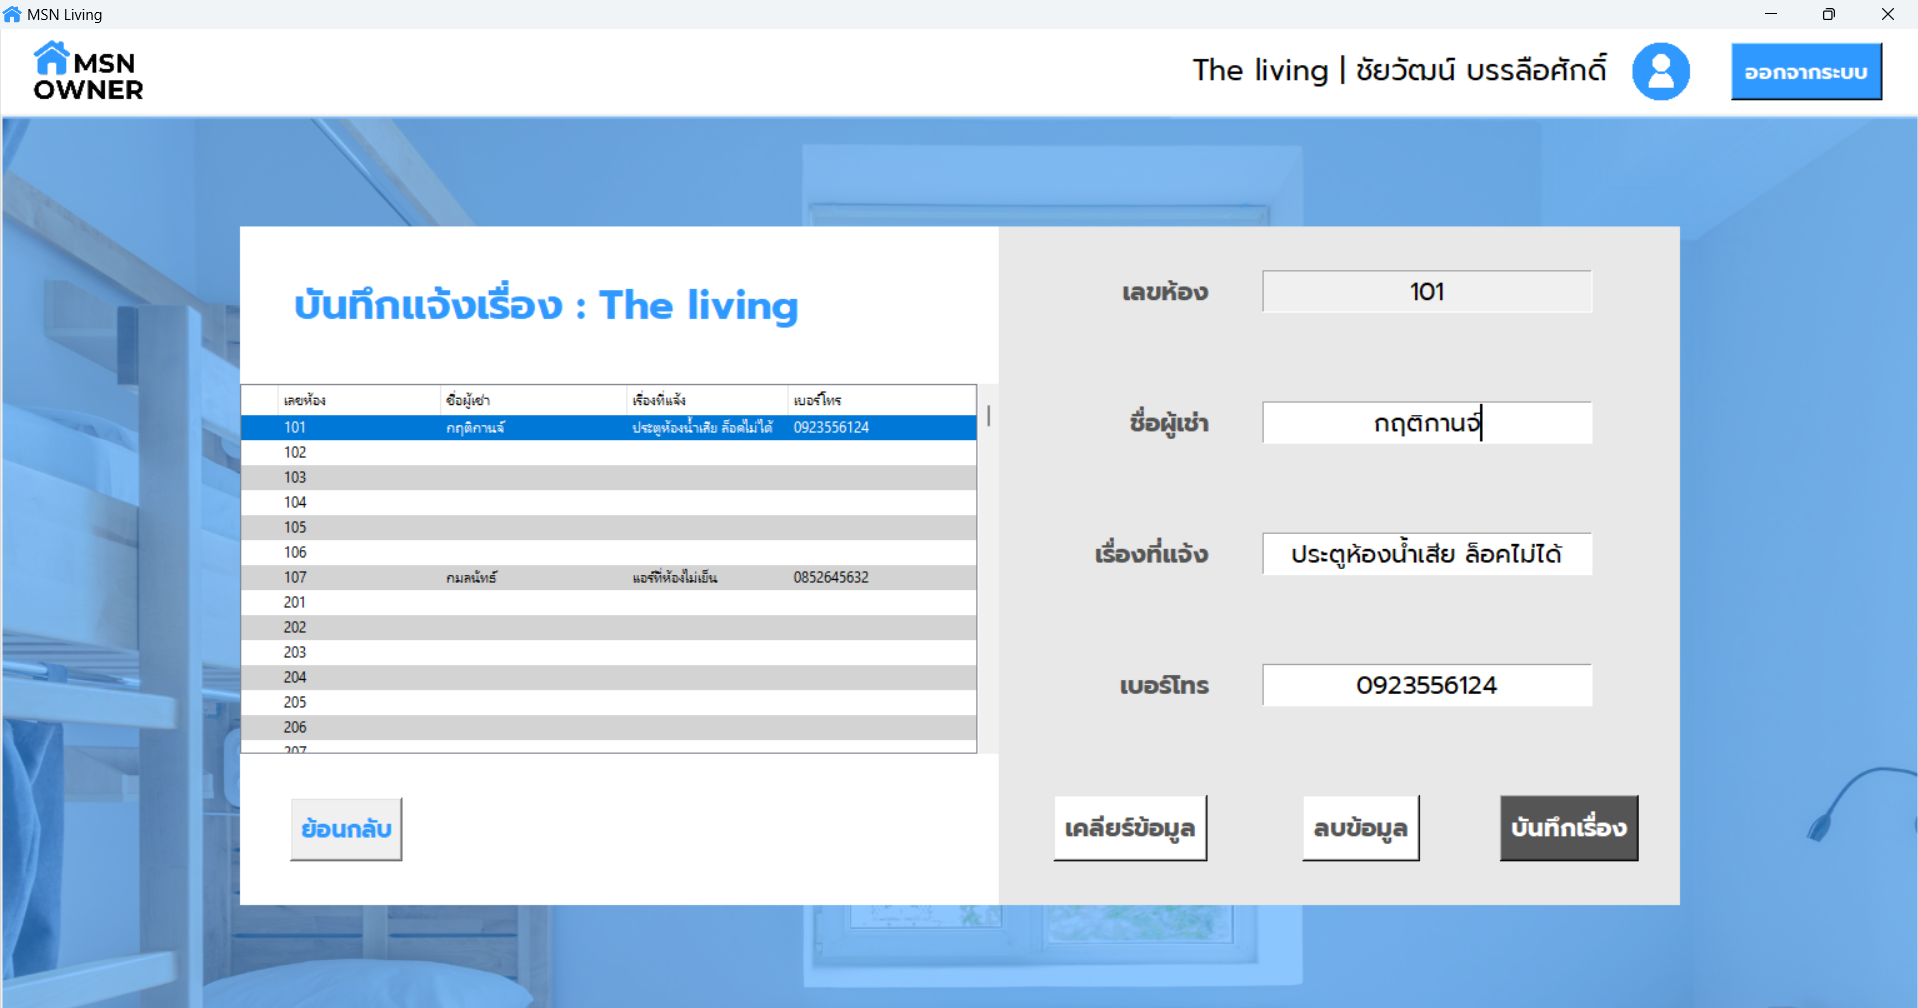 MSN Living
MSN
OWNER
The living | ชัยวัฒน์ บรรลือศักดิ์
ออกจากระบบ
บันทึกแจ้งเรื่อง : The living
เลขห้อง ชื่อผู้เช่า เรื่องที่แจ้ง เบอร์โทร
101 กฤติกานจ์ ประตูห้องน้ำเสีย ล็อคไม่ได้ 0923556124
102
103
104
105
106
107 กมลนัทธ์ แอร์ที่ห้องไม่เย็น 0852645632
201
202
203
204
205
206
207
ย้อนกลับ
เลขห้อง 101
ชื่อผู้เช่า กฤติกานจ์
เรื่องที่แจ้ง ประตูห้องน้ำเสีย ล็อคไม่ได้
เบอร์โทร 0923556124
เคลียร์ข้อมูล ลบข้อมูล บันทึกเรื่อง